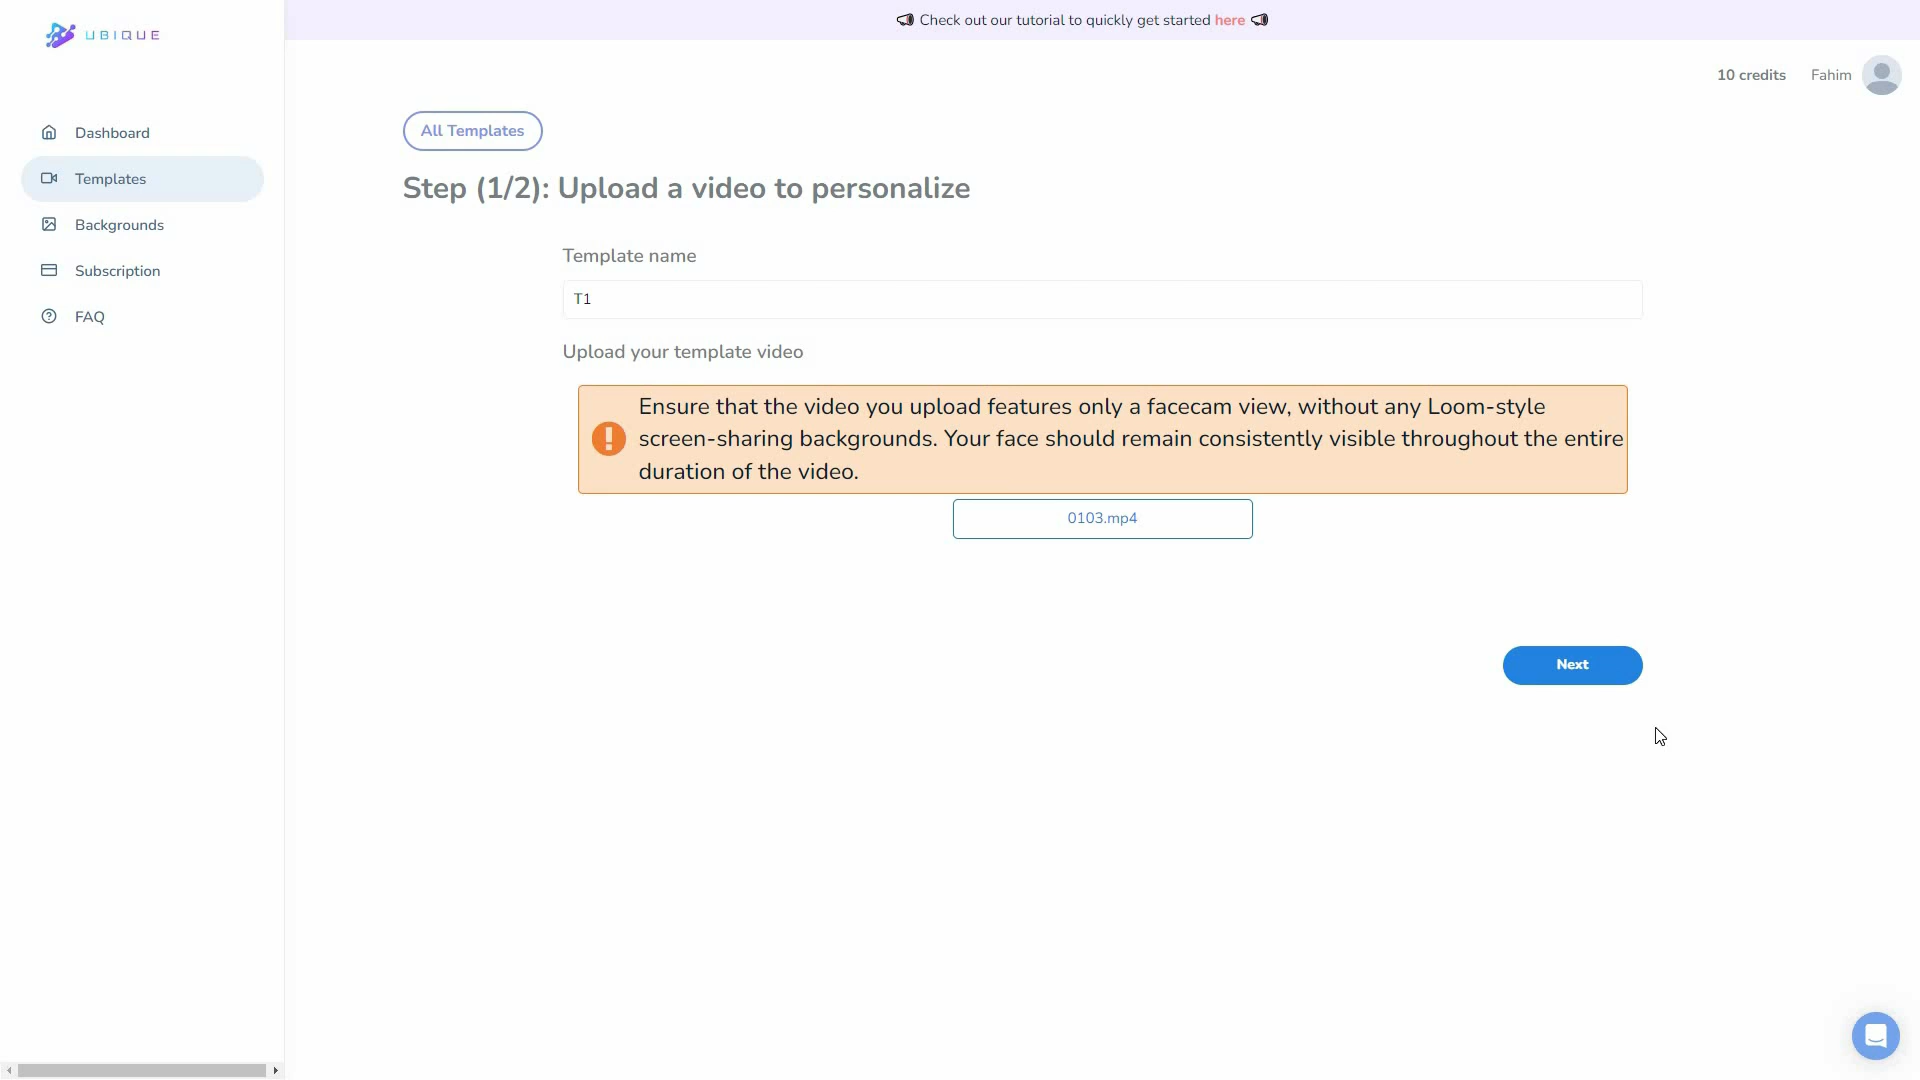 UBIQUE
Check out our tutorial to quickly get started here
10 credits
Fahim
Dashboard
Templates
Backgrounds
Subscription
FAQ
All Templates
Step (1/2): Upload a video to personalize
Template name
T1
Upload your template video
Ensure that the video you upload features only a facecam view, without any Loom-style
screen-sharing backgrounds. Your face should remain consistently visible throughout the entire
duration of the video.
0103.mp4
Next